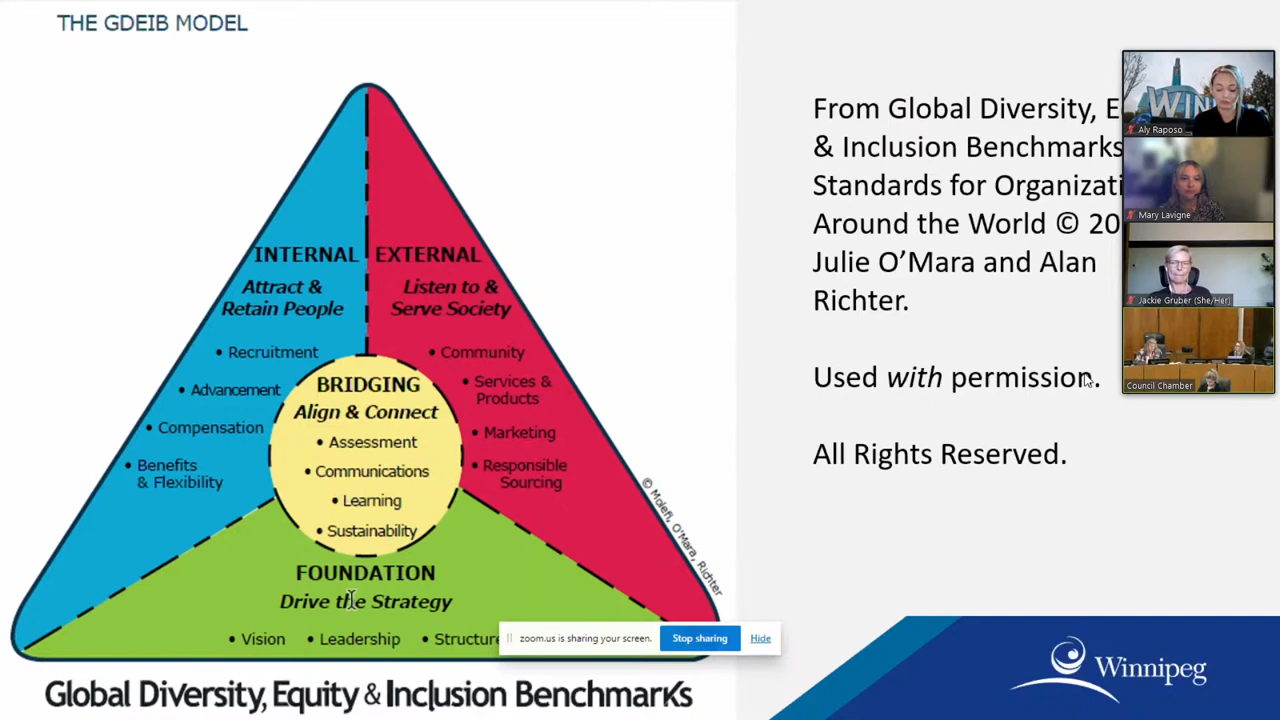 THE GDEIB MODEL
INTERNAL
Attract &
Retain People
• Recruitment
• Advancement
• Compensation
• Benefits
& Flexibility
EXTERNAL
Listen to &
Serve Society
• Community
• Services &
Products
• Marketing
• Responsible
Sourcing
BRIDGING
Align & Connect
• Assessment
• Communications
• Learning
• Sustainability
FOUNDATION
Drive the Strategy
• Vision • Leadership • Structure
© Molefi, O'Mara, Richter
Global Diversity, Equity & Inclusion Benchmarks
From Global Diversity, E
& Inclusion Benchmarks
Standards for Organizati
Around the World © 20
Julie O’Mara and Alan
Richter.
Used with permission.
All Rights Reserved.
Aly Raposo
Mary Lavigne
Jackie Gruber (She/Her)
Council Chamber
zoom.us is sharing your screen. Stop sharing Hide
Winnipeg